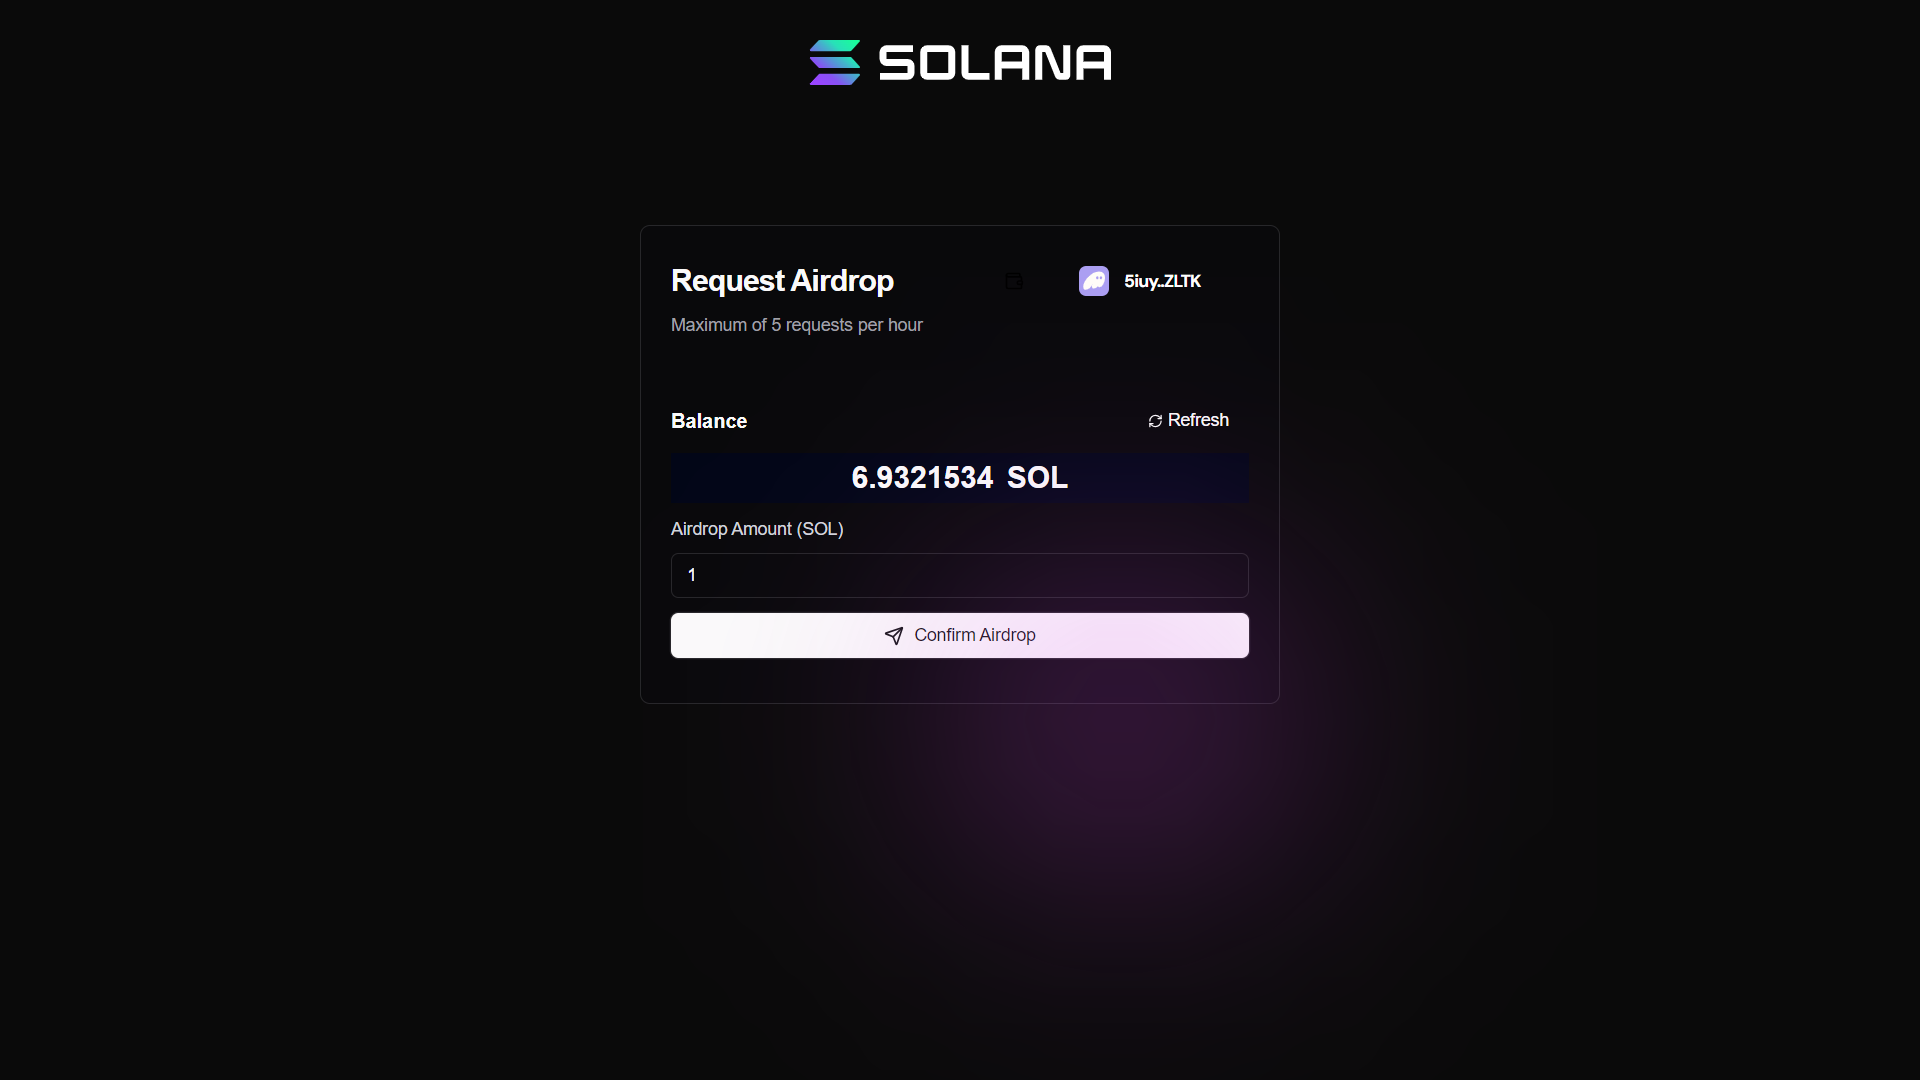 SOLANA
Request Airdrop
5iuy..ZLTK
Maximum of 5 requests per hour
Balance
Refresh
6.9321534 SOL
Airdrop Amount (SOL)
1
Confirm Airdrop